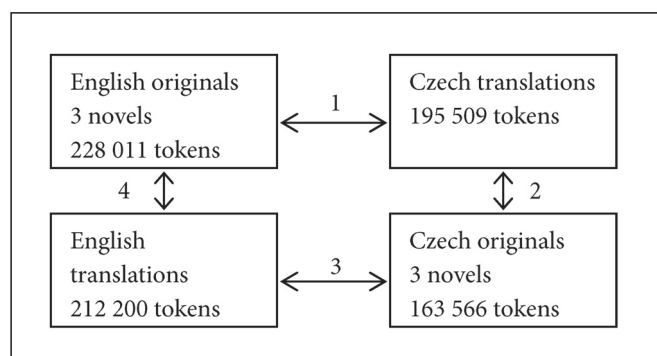 English originals
3 novels
228 011 tokens
1
Czech translations
195 509 tokens
4
2
English
translations
212 200 tokens
3
Czech originals
3 novels
163 566 tokens